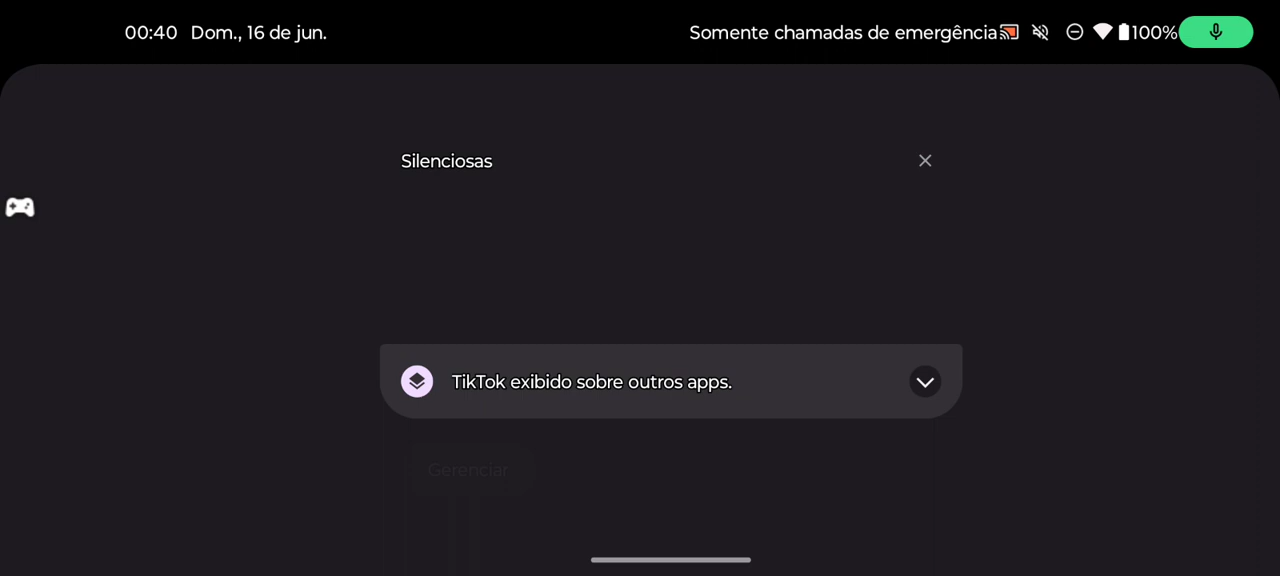 00:40 Dom., 16 de jun. Somente chamadas de emergência 100%
Silenciosas
TikTok exibido sobre outros apps.
Gerenciar